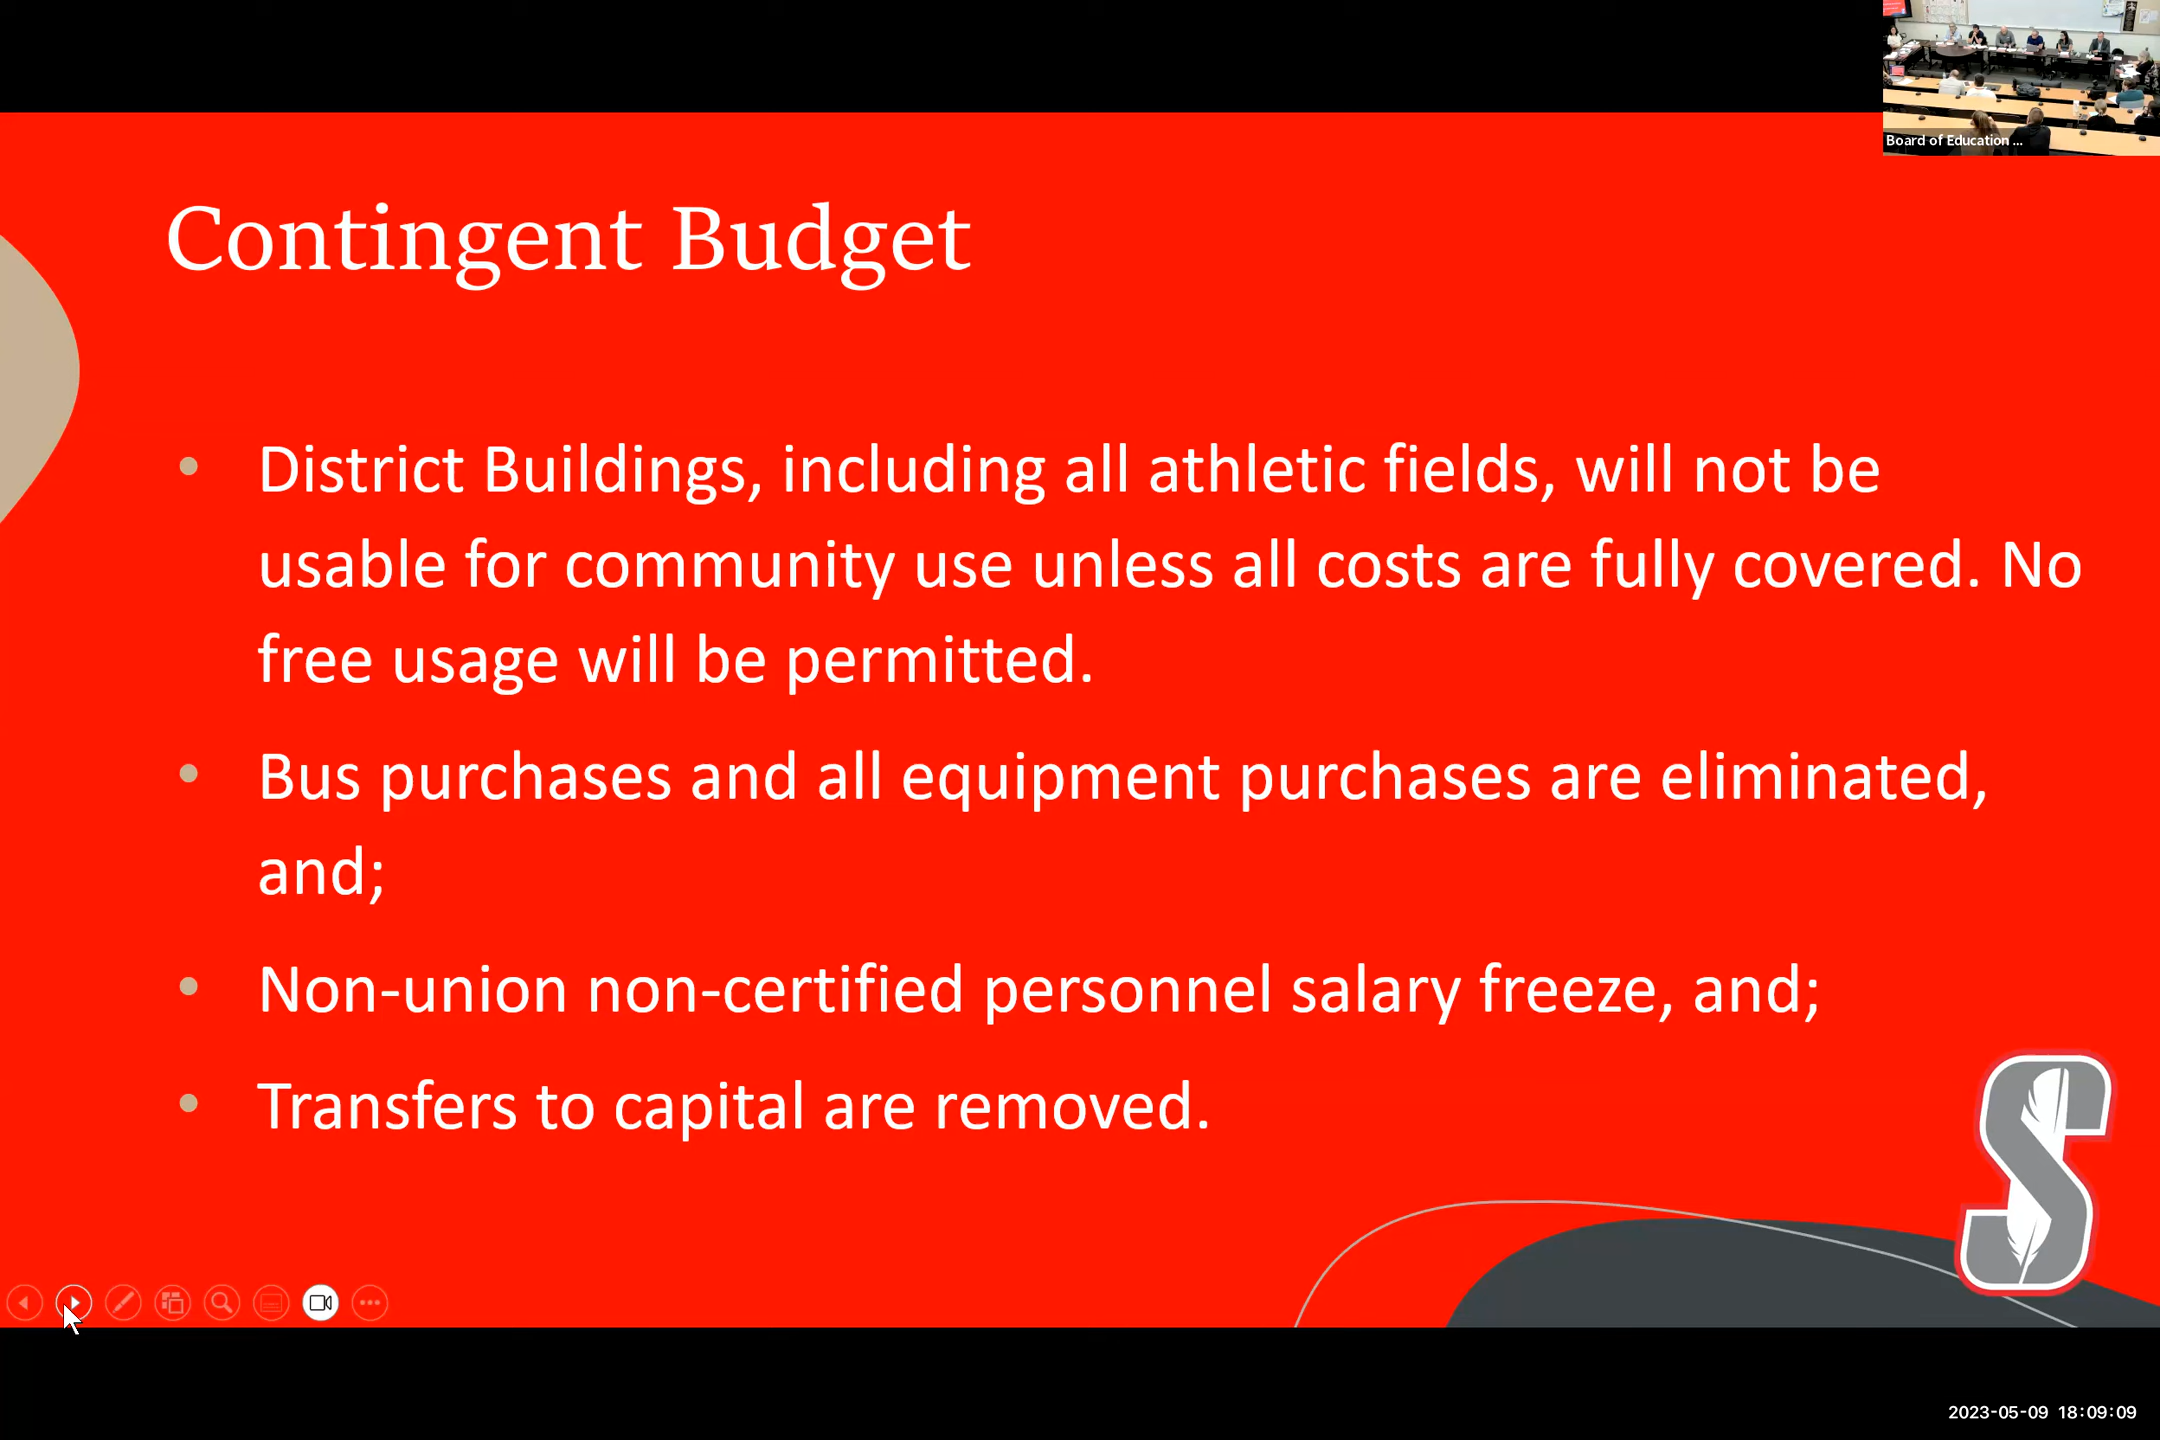 Board of Education ...
Contingent Budget
• District Buildings, including all athletic fields, will not be
usable for community use unless all costs are fully covered. No
free usage will be permitted.
• Bus purchases and all equipment purchases are eliminated,
and;
• Non-union non-certified personnel salary freeze, and;
• Transfers to capital are removed.
S
2023-05-09 18:09:09